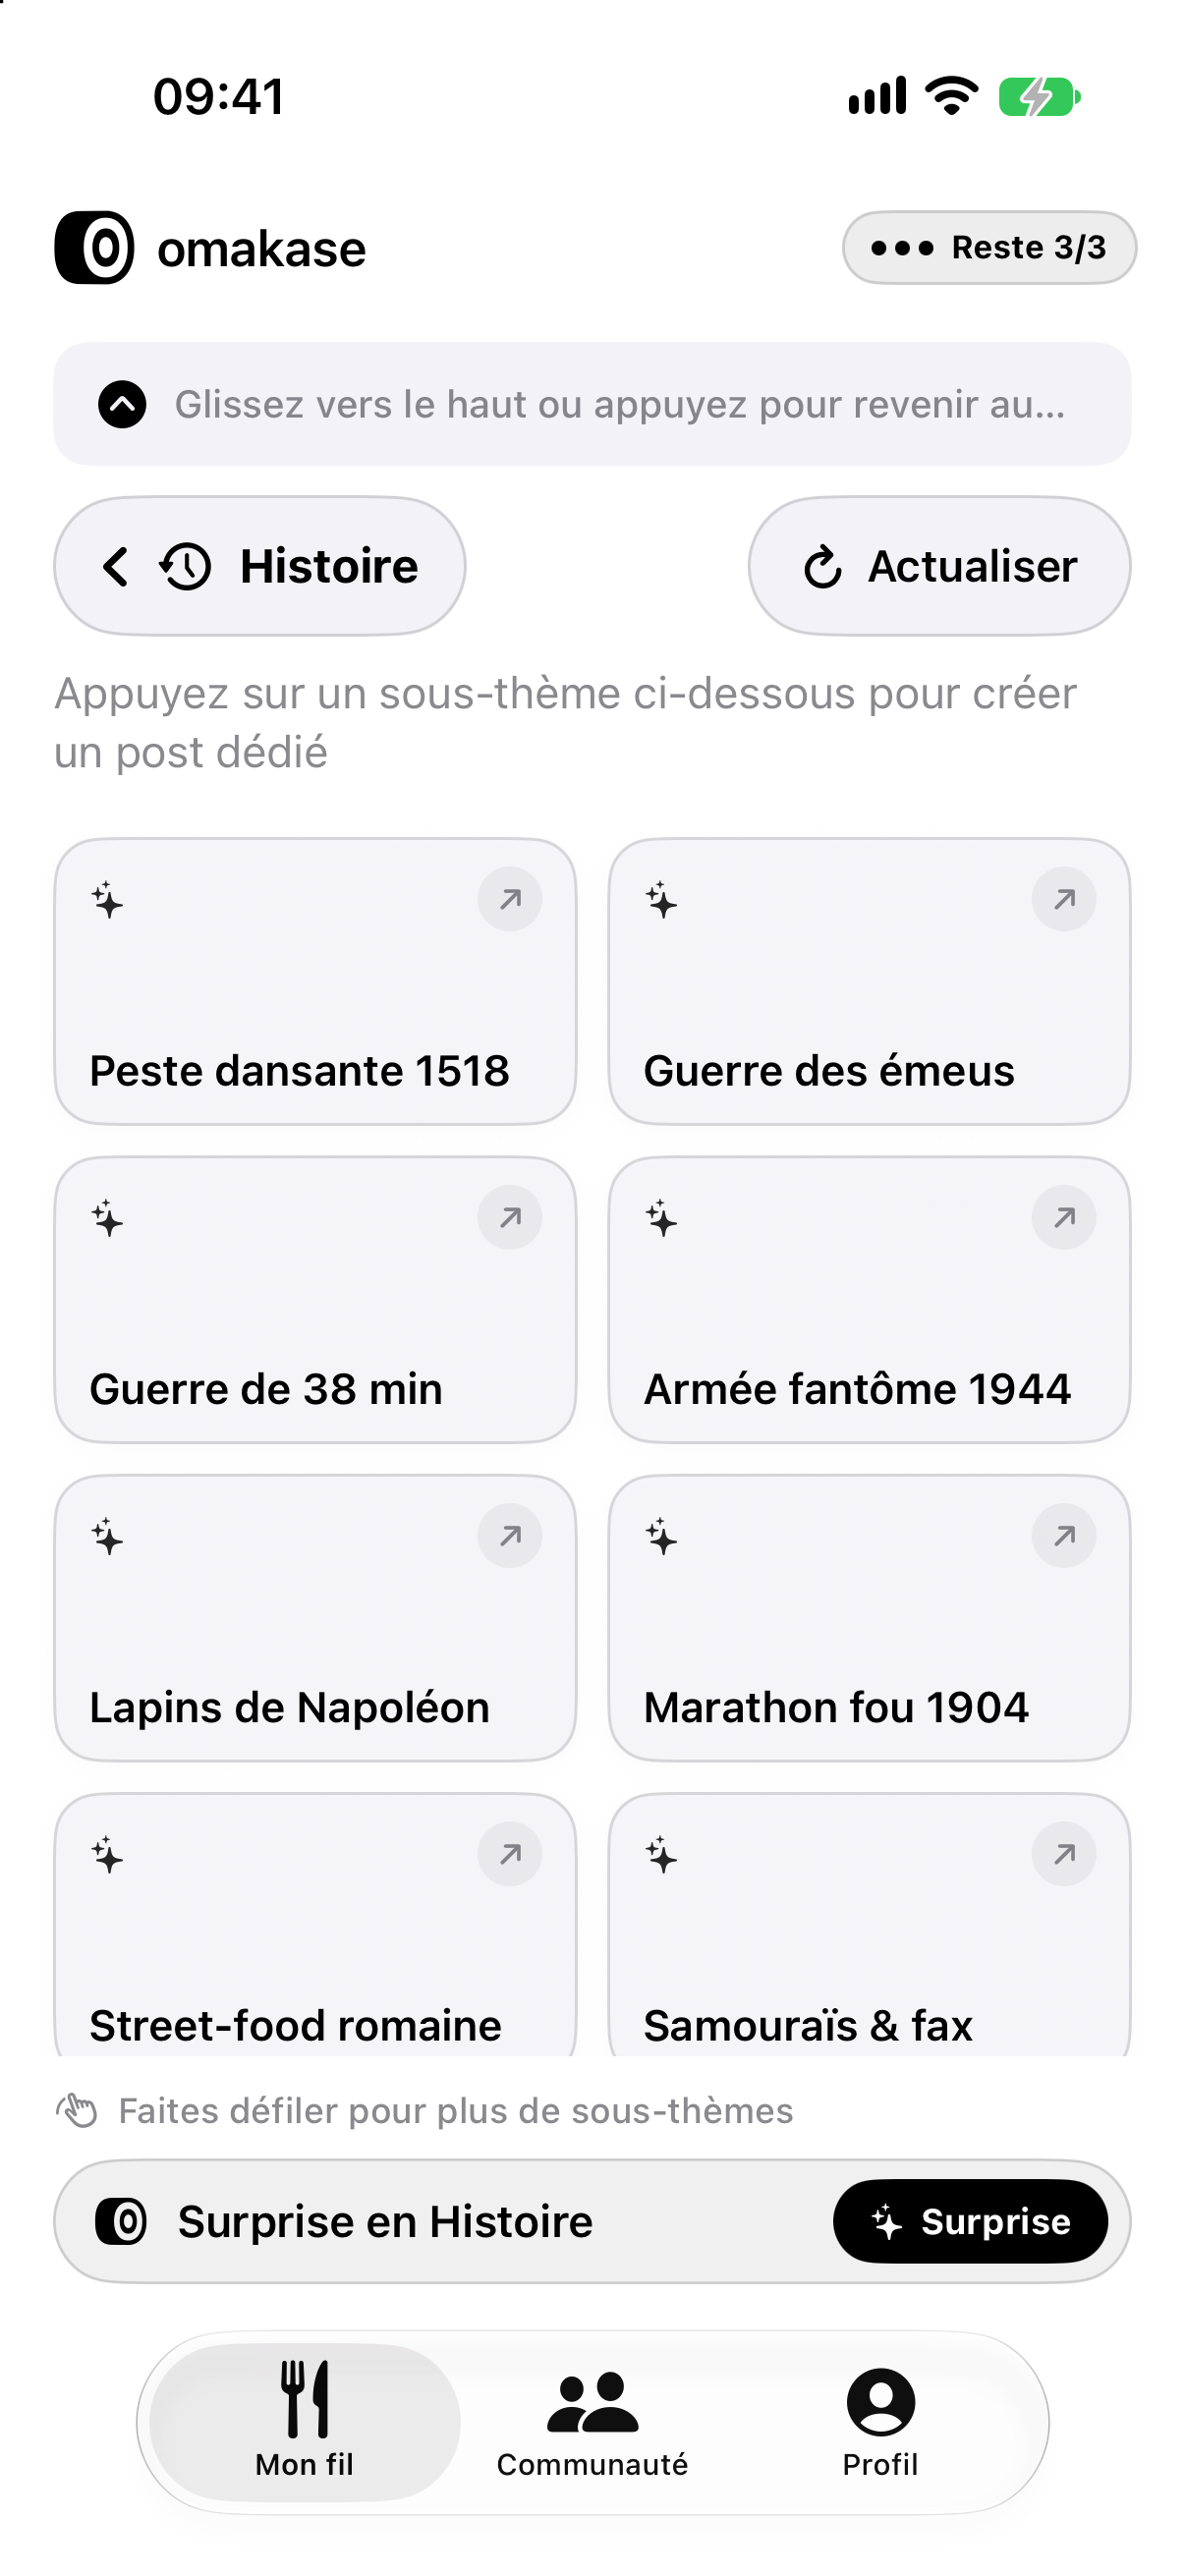 09:41
omakase
Reste 3/3
Glissez vers le haut ou appuyez pour revenir au...
Histoire
Actualiser
Appuyez sur un sous-thème ci-dessous pour créer
un post dédié
Peste dansante 1518
Guerre des émeus
Guerre de 38 min
Armée fantôme 1944
Lapins de Napoléon
Marathon fou 1904
Street-food romaine
Samouraïs & fax
Faites défiler pour plus de sous-thèmes
Surprise en Histoire
Surprise
Mon fil
Communauté
Profil